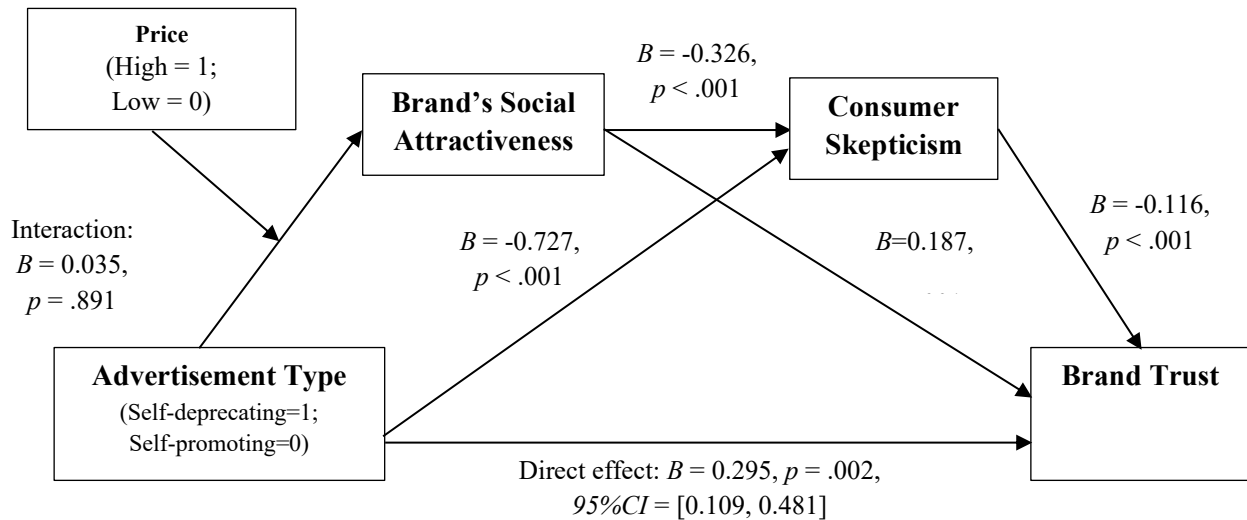 Price
(High = 1;
Low = 0)
B = -0.326,
p < .001
Brand’s Social
Attractiveness
Consumer
Skepticism
Interaction:
B = 0.035,
p = .891
B = -0.727,
p < .001
B=0.187,
B = -0.116,
p < .001
Advertisement Type
(Self-deprecating=1;
Self-promoting=0)
Brand Trust
Direct effect: B = 0.295, p = .002,
95%CI = [0.109, 0.481]